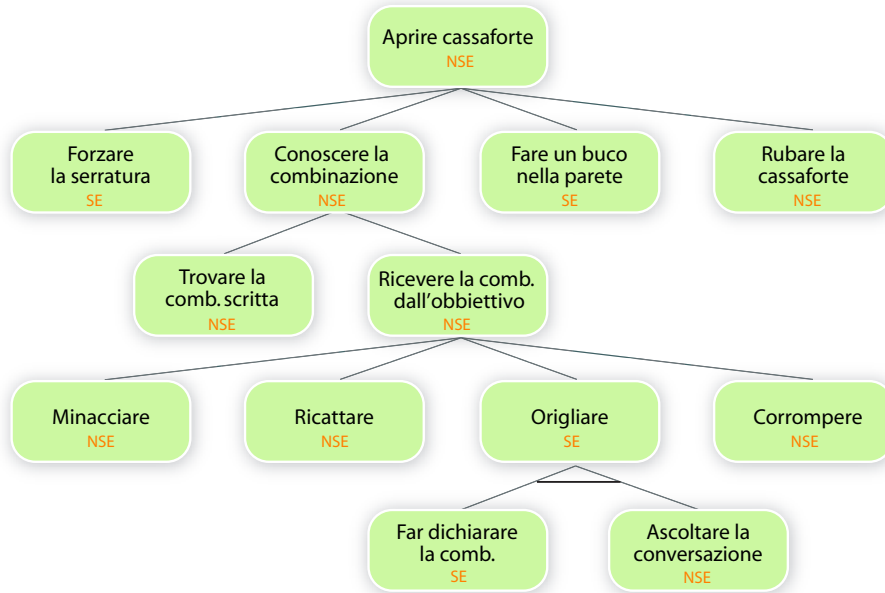 Aprire cassaforte
NSE
Forzare
la serratura
SE
Conoscere la
combinazione
NSE
Fare un buco
nella parete
SE
Rubare la
cassaforte
NSE
Trovare la
comb. scritta
NSE
Ricevere la comb.
dall'obbiettivo
NSE
Minacciare
NSE
Ricattare
NSE
Origliare
SE
Corrompere
NSE
Far dichiarare
la comb.
SE
Ascoltare la
conversazione
NSE